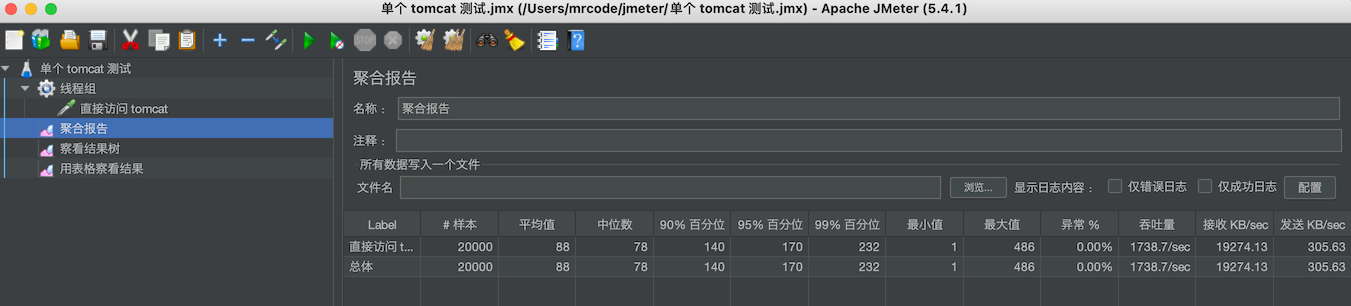 单个 tomcat 测试.jmx (/Users/mrcode/jmeter/单个 tomcat 测试.jmx) - Apache JMeter (5.4.1)
STOP
单个 tomcat 测试
线程组
直接访问 tomcat
聚合报告
察看结果树
用表格察看结果
聚合报告
名称： 聚合报告
注释：
所有数据写入一个文件
文件名 浏览... 显示日志内容： 仅错误日志 仅成功日志 配置
Label # 样本 平均值 中位数 90% 百分位 95% 百分位 99% 百分位 最小值 最大值 异常 % 吞吐量 接收 KB/sec 发送 KB/sec
直接访问 t... 20000 88 78 140 170 232 1 486 0.00% 1738.7/sec 19274.13 305.63
总体 20000 88 78 140 170 232 1 486 0.00% 1738.7/sec 19274.13 305.63